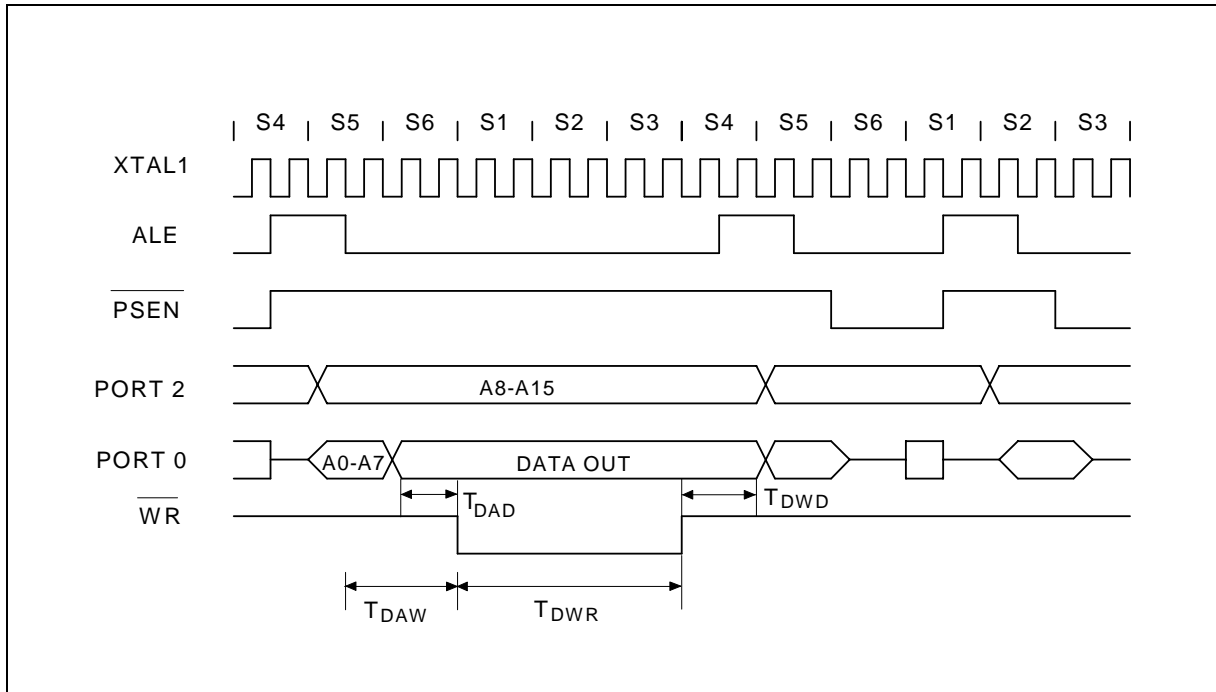 | S4 | S5 | S6 | S1 | S2 | S3 | S4 | S5 | S6 | S1 | S2 | S3 |
XTAL1
ALE
PSEN
PORT 2 A8-A15
PORT 0 A0-A7 DATA OUT
WR TDAD TDWD
TDAW TDWR